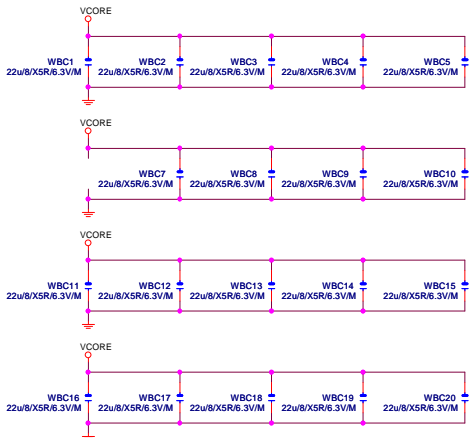 VCORE
WBC1 WBC2 WBC3 WBC4 WBC5
22u/8/X5R/6.3V/M 22u/8/X5R/6.3V/M 22u/8/X5R/6.3V/M 22u/8/X5R/6.3V/M 22u/8/X5R/6.3V/M
VCORE
WBC7 WBC8 WBC9 WBC10
22u/8/X5R/6.3V/M 22u/8/X5R/6.3V/M 22u/8/X5R/6.3V/M 22u/8/X5R/6.3V/M
VCORE
WBC11 WBC12 WBC13 WBC14 WBC15
22u/8/X5R/6.3V/M 22u/8/X5R/6.3V/M 22u/8/X5R/6.3V/M 22u/8/X5R/6.3V/M 22u/8/X5R/6.3V/M
VCORE
WBC16 WBC17 WBC18 WBC19 WBC20
22u/8/X5R/6.3V/M 22u/8/X5R/6.3V/M 22u/8/X5R/6.3V/M 22u/8/X5R/6.3V/M 22u/8/X5R/6.3V/M